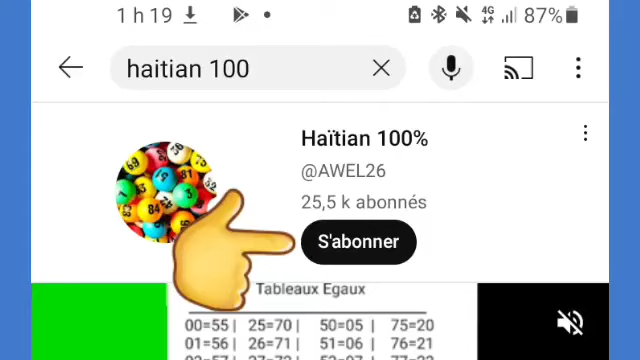 1 h 19 4G 87%
haitian 100
Haïtian 100%
@AWEL26
25,5 k abonnés
S'abonner
Tableaux Egaux
00=55 | 25=70 | 50=05 | 75=20
01=56 | 26=71 | 51=06 | 76=21